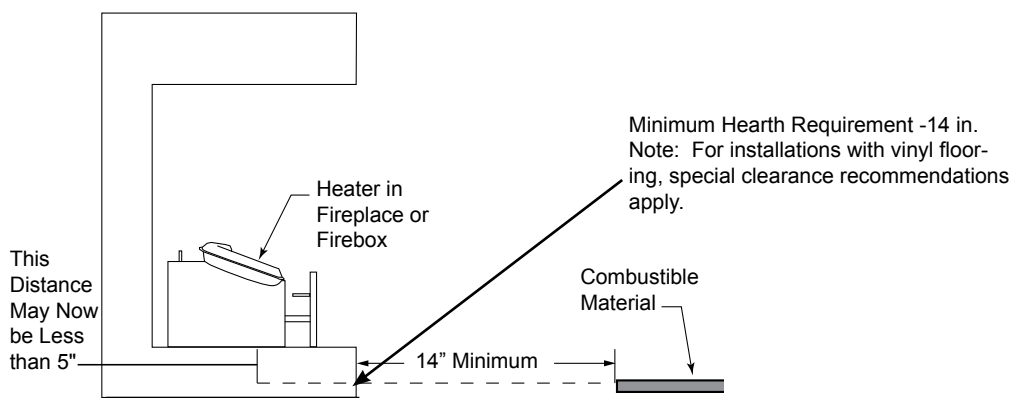 Minimum Hearth Requirement -14 in.
Note:  For installations with vinyl floor-
ing, special clearance recommendations
apply.
Heater in
Fireplace or
Firebox
This
Distance
May Now
be Less
than 5"
Combustible
Material
14” Minimum